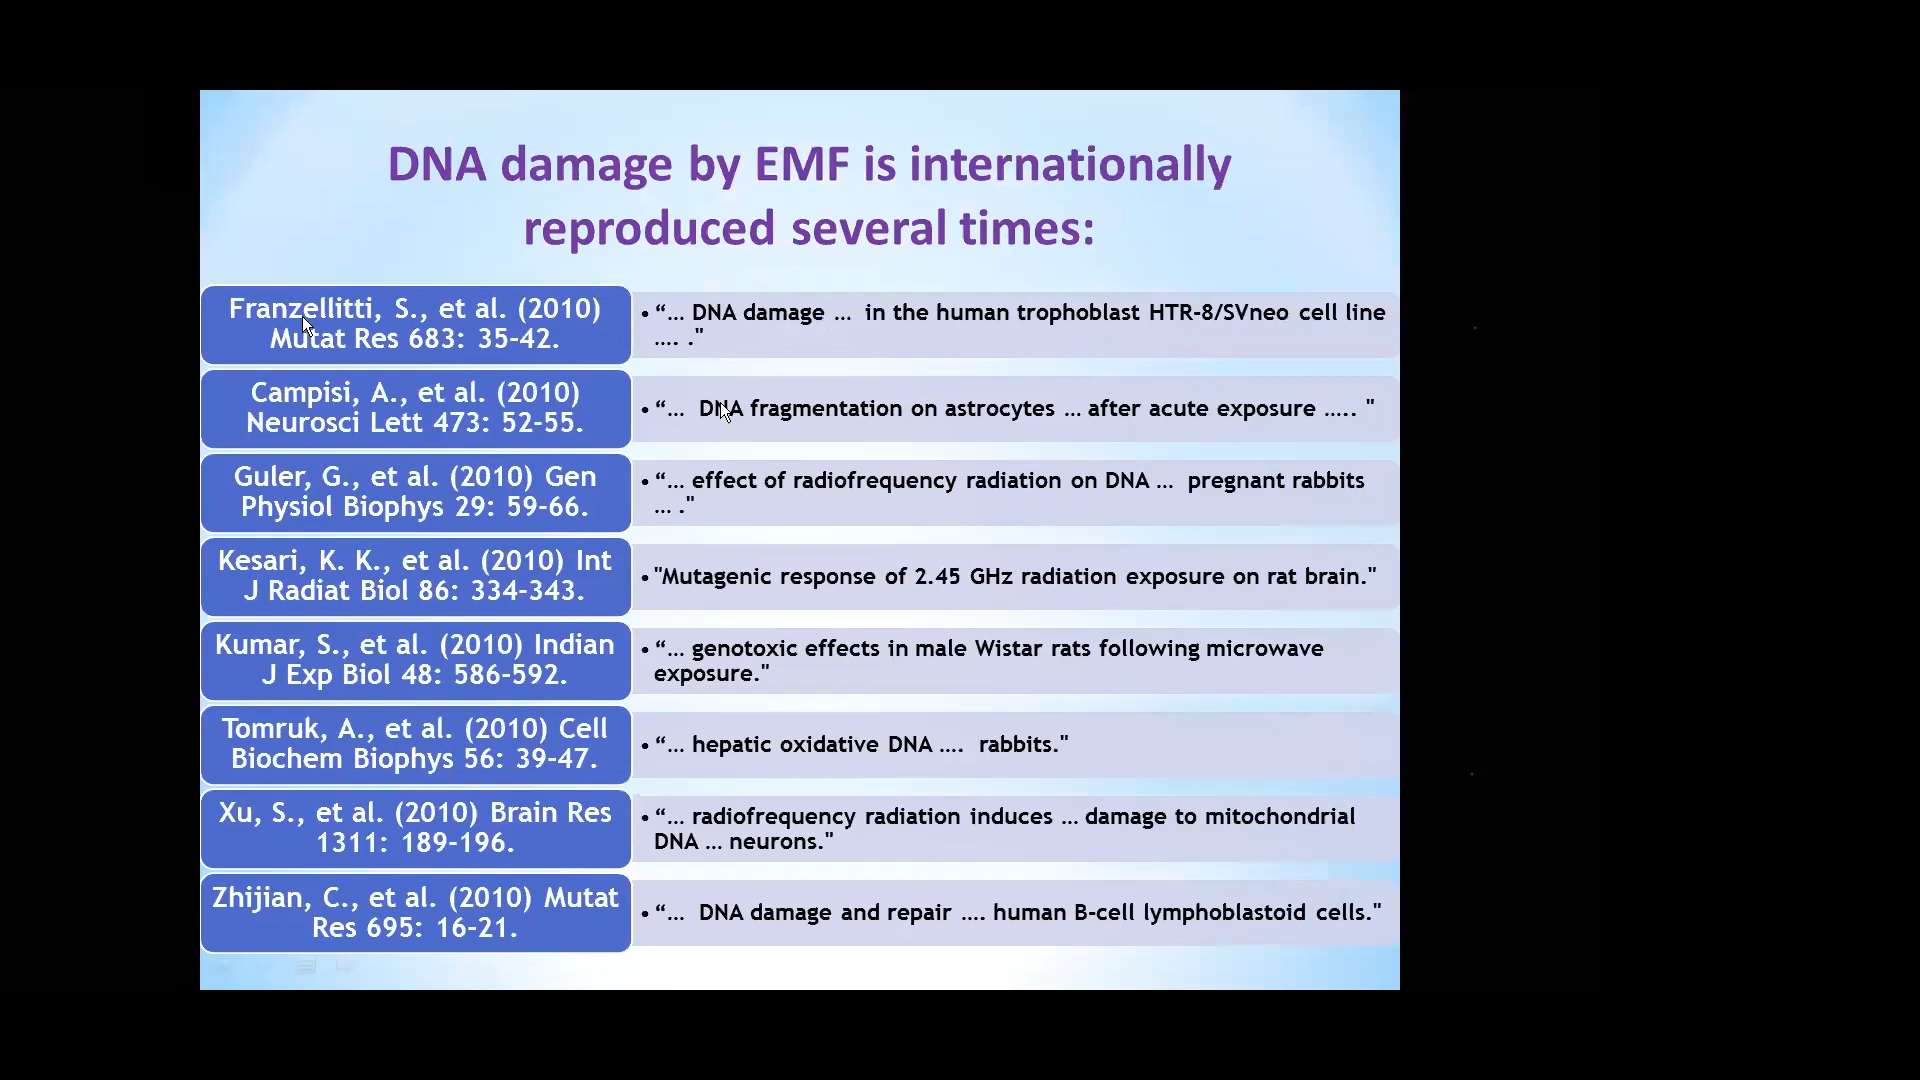 DNA damage by EMF is internationally
reproduced several times:
Franzellitti, S., et al. (2010)
Mutat Res 683: 35-42.
• “… DNA damage … in the human trophoblast HTR-8/SVneo cell line
…. ."
Campisi, A., et al. (2010)
Neurosci Lett 473: 52-55.
• “… DNA fragmentation on astrocytes … after acute exposure ….. "
Guler, G., et al. (2010) Gen
Physiol Biophys 29: 59-66.
• “… effect of radiofrequency radiation on DNA … pregnant rabbits
… ."
Kesari, K. K., et al. (2010) Int
J Radiat Biol 86: 334-343.
• "Mutagenic response of 2.45 GHz radiation exposure on rat brain."
Kumar, S., et al. (2010) Indian
J Exp Biol 48: 586-592.
• “… genotoxic effects in male Wistar rats following microwave
exposure."
Tomruk, A., et al. (2010) Cell
Biochem Biophys 56: 39-47.
• “… hepatic oxidative DNA …. rabbits."
Xu, S., et al. (2010) Brain Res
1311: 189-196.
• “… radiofrequency radiation induces … damage to mitochondrial
DNA … neurons."
Zhijian, C., et al. (2010) Mutat
Res 695: 16-21.
• “… DNA damage and repair …. human B-cell lymphoblastoid cells."